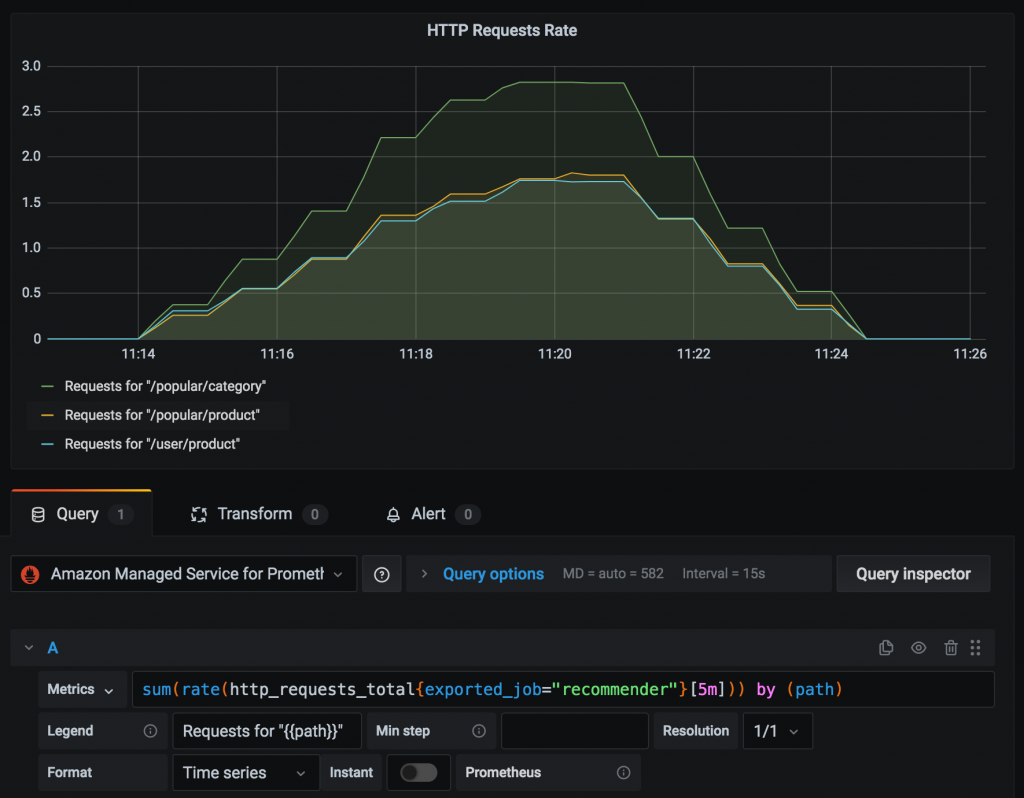 HTTP Requests Rate
3.0
2.5
2.0
1.5
1.0
0.5
0
11:14 11:16 11:18 11:20 11:22 11:24 11:26
Requests for "/popular/category"
Requests for "/popular/product"
Requests for "/user/product"
Query 1 Transform 0 Alert 0
Amazon Managed Service for Prometh Query options MD = auto = 582 Interval = 15s Query inspector
A
Metrics sum(rate(http_requests_total{exported_job="recommender"}[5m])) by (path)
Legend Requests for "{{path}}" Min step Resolution 1/1
Format Time series Instant Prometheus